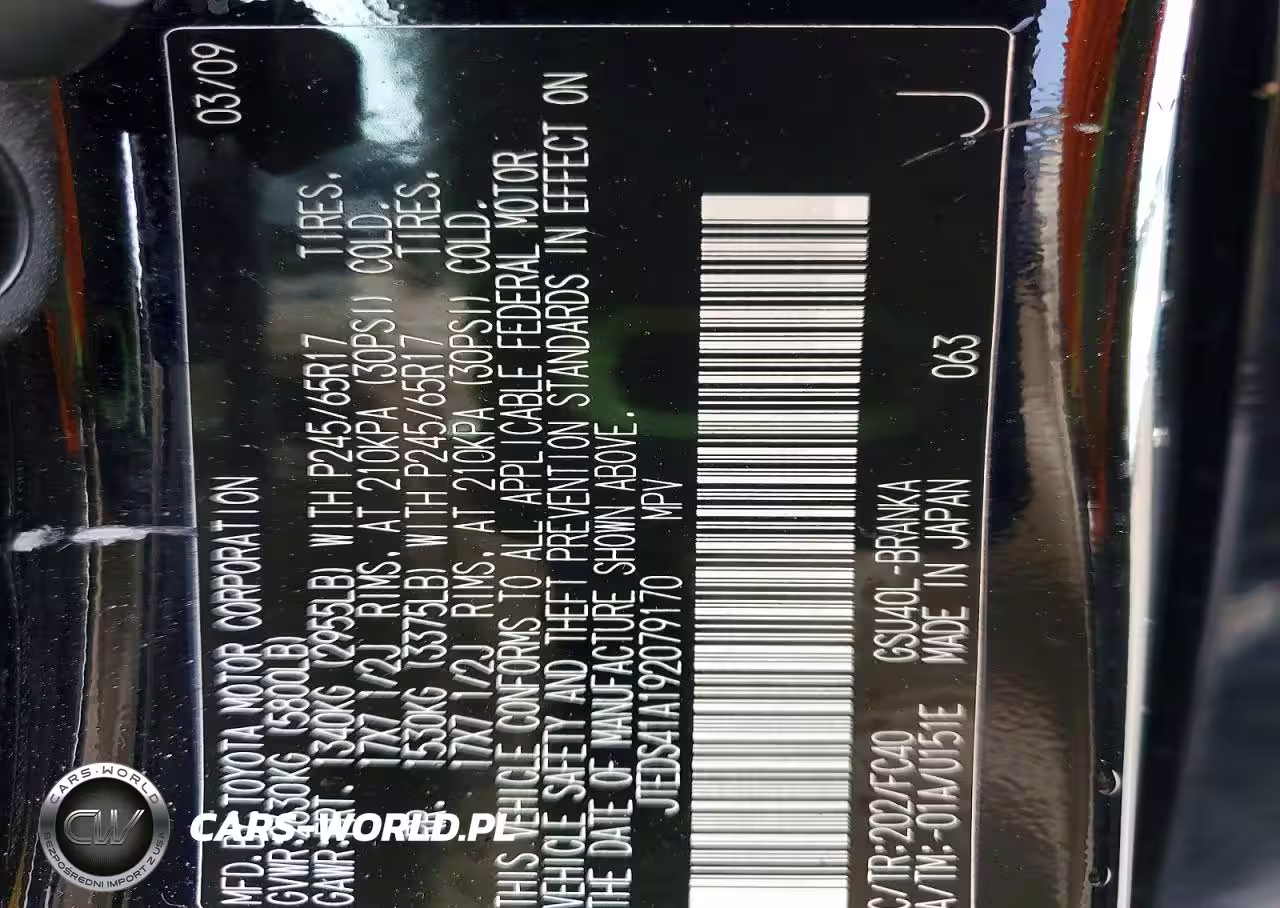 MFD. B TOYOTA MOTOR CORPORATION 03/09
GVWR: 2630KG (5800LB)
GAWR: RT. 1340KG (2955LB) WITH P245/65R17 TIRES,
17X7 1/2J RIMS, AT 210KPA (30PSI) COLD.
1530KG (3375LB) WITH P245/65R17 TIRES,
17X7 1/2J RIMS, AT 210KPA (30PSI) COLD.
THIS VEHICLE CONFORMS TO ALL APPLICABLE FEDERAL MOTOR
VEHICLE SAFETY AND THEFT PREVENTION STANDARDS IN EFFECT ON
THE DATE OF MANUFACTURE SHOWN ABOVE.
JTEDS41A192079170 MPV
C/TR:202/FC40 GSU40L-BRANKA
A/TM:-01A/U151E MADE IN JAPAN 063
J
CARS-WORLD
CW
BEZPOŚREDNI IMPORT Z USA
CARS-WORLD.PL